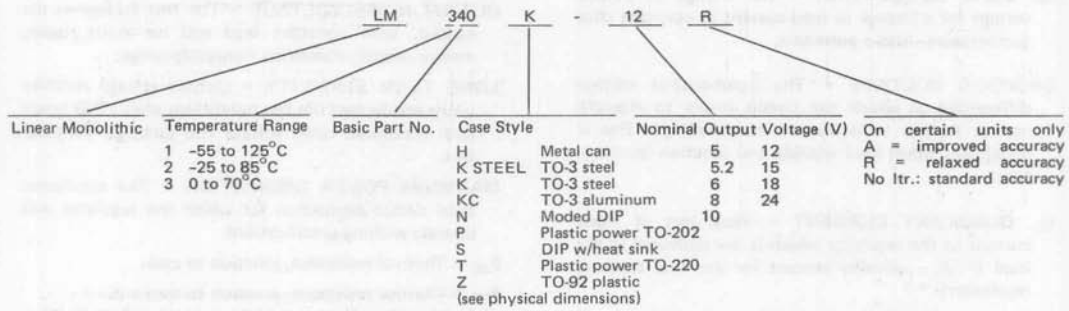 LM 340 K - 12 R
Linear Monolithic Temperature Range Basic Part No. Case Style Nominal Output Voltage (V) On certain units only
1 -55 to 125°C H Metal can 5 12 A = improved accuracy
2 -25 to 85°C K STEEL TO-3 steel 5.2 15 R = relaxed accuracy
3 0 to 70°C K TO-3 steel 6 18 No ltr.: standard accuracy
KC TO-3 aluminum 8 24
N Moded DIP 10
P Plastic power TO-202
S DIP w/heat sink
T Plastic power TO-220
Z TO-92 plastic
(see physical dimensions)